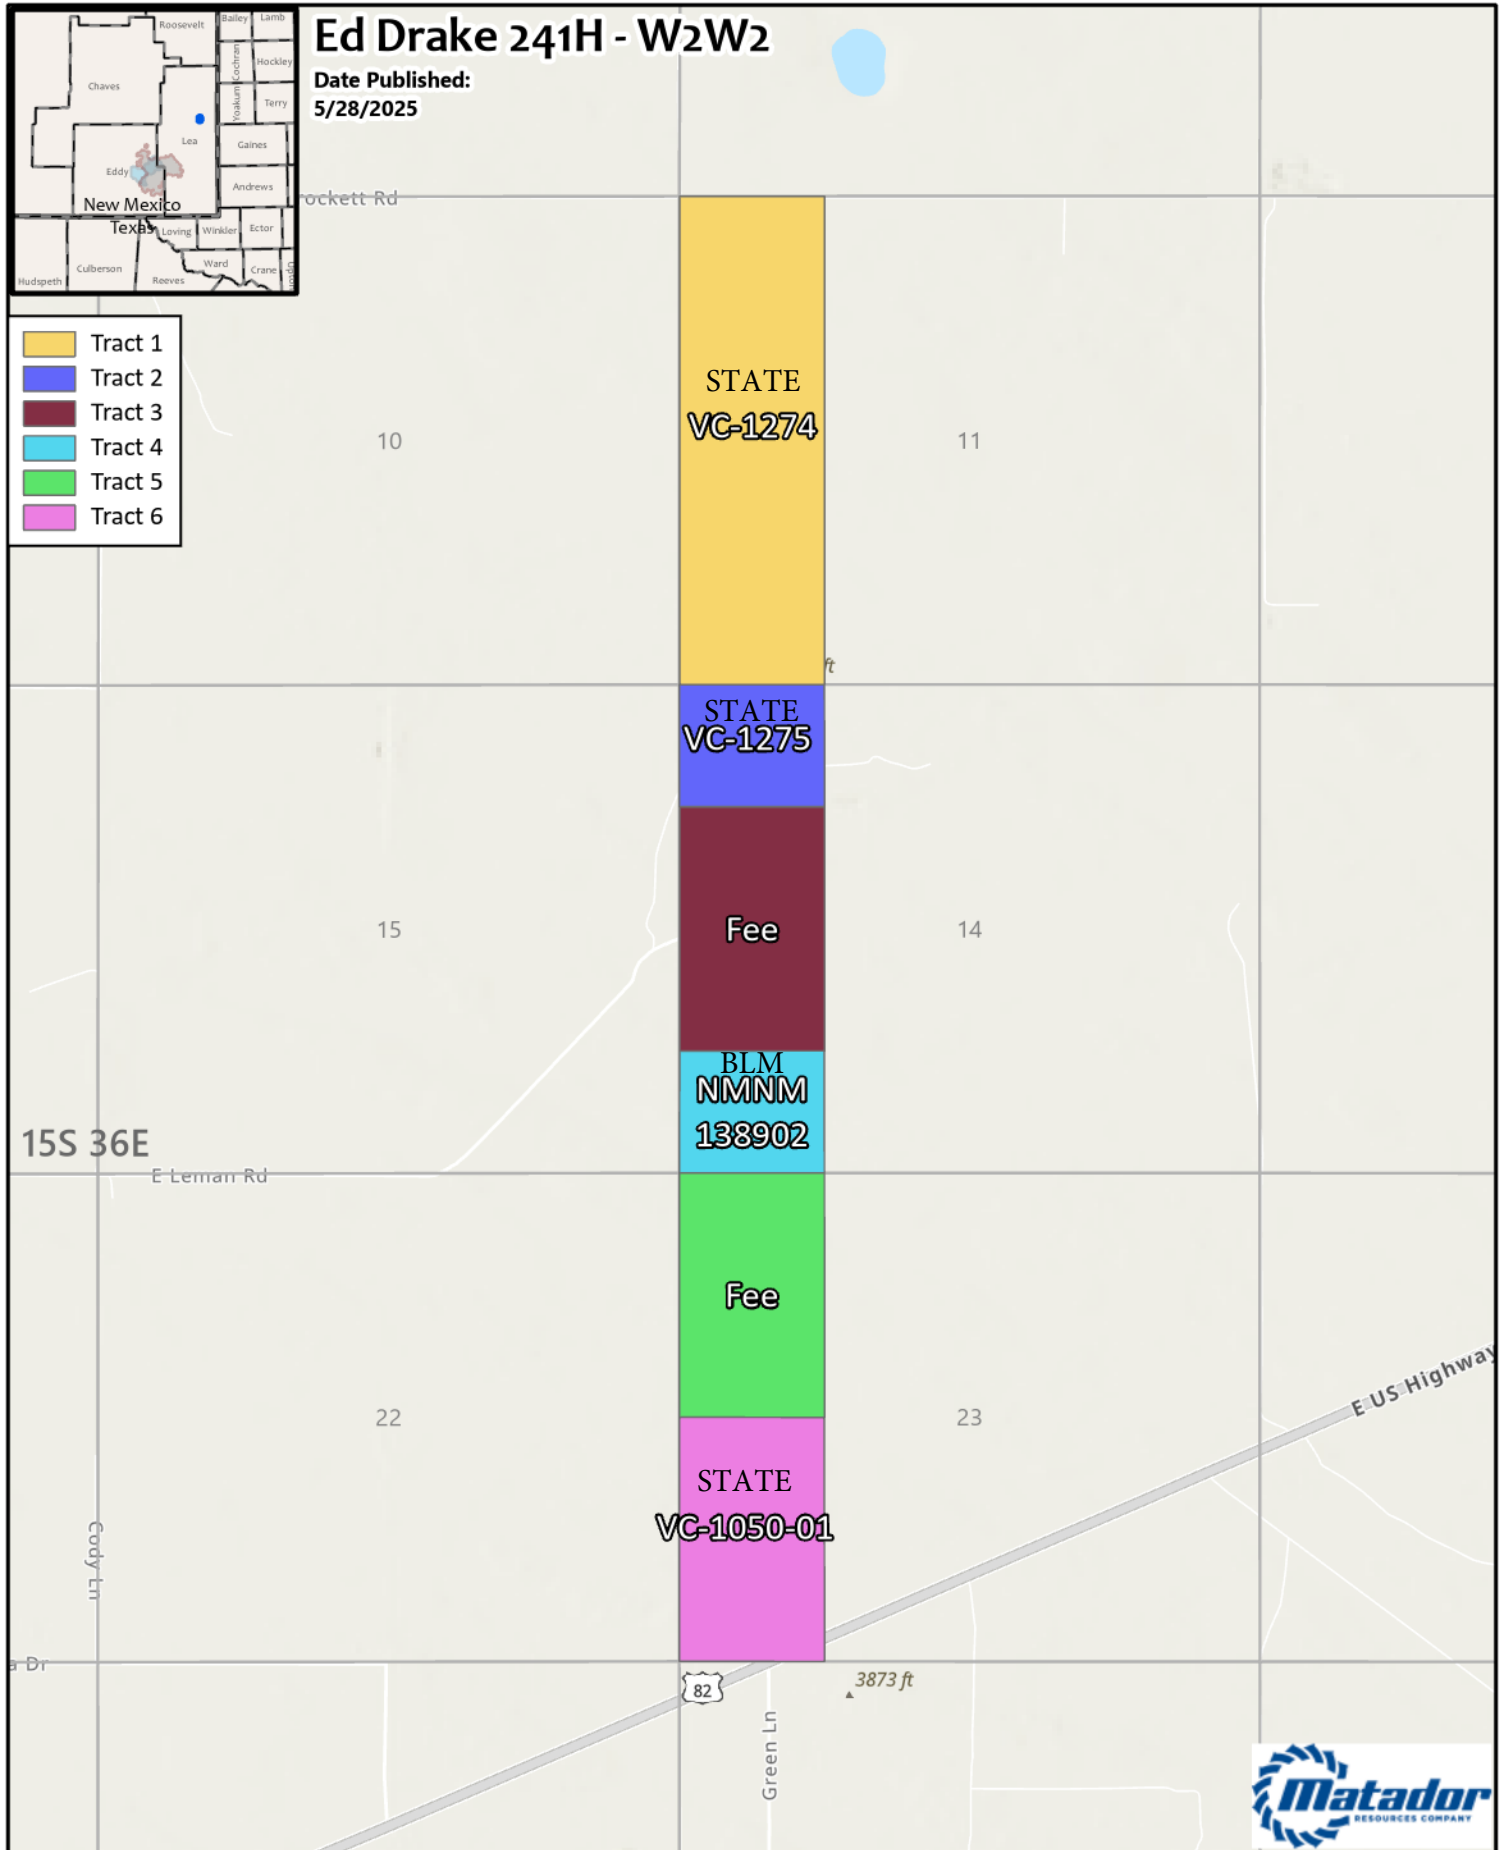 Ed Drake 241H - W2W2
Date Published:
5/28/2025
Roosevelt
Bailey
Lamb
Chaves
Cochran
Hockley
Yoakum
Terry
Lea
Gaines
Eddy
Andrews
New Mexico
Texas
Loving
Winkler
Ector
Ward
Crane
Upton
Culberson
Hudspeth
Reeves
ockett Rd
Tract 1
Tract 2
Tract 3
Tract 4
Tract 5
Tract 6
STATE
VC-1274
10
11
ft
STATE
VC-1275
15
Fee
14
BLM
NMNM
138902
15S 36E
E Leman Rd
Fee
22
23
E US Highway
STATE
VC-1050-01
Cody Ln
a Dr
82
3873 ft
Green Ln
Matador
RESOURCES COMPANY